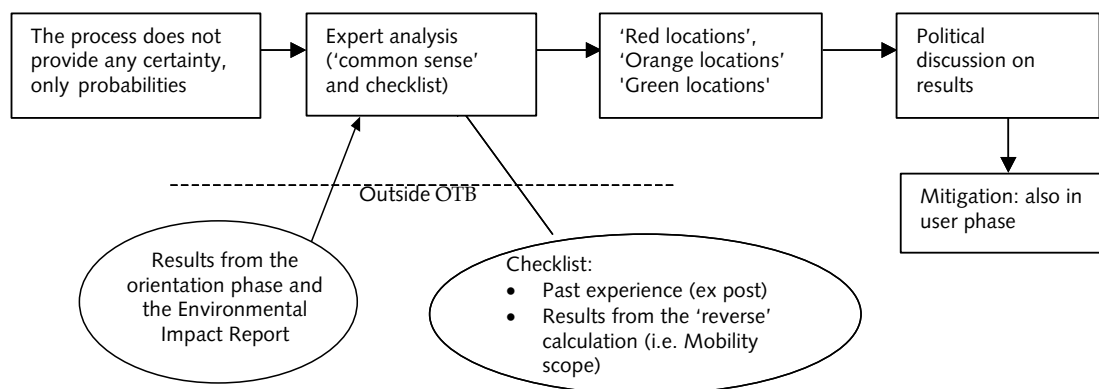 The process does not
provide any certainty,
only probabilities
Expert analysis
(‘common sense’
and checklist)
‘Red locations’,
‘Orange locations’
'Green locations'
Political
discussion on
results
Mitigation: also in
user phase
Outside OTB
Results from the
orientation phase and
the Environmental
Impact Report
Checklist:
• Past experience (ex post)
• Results from the ‘reverse’
calculation (i.e. Mobility
scope)